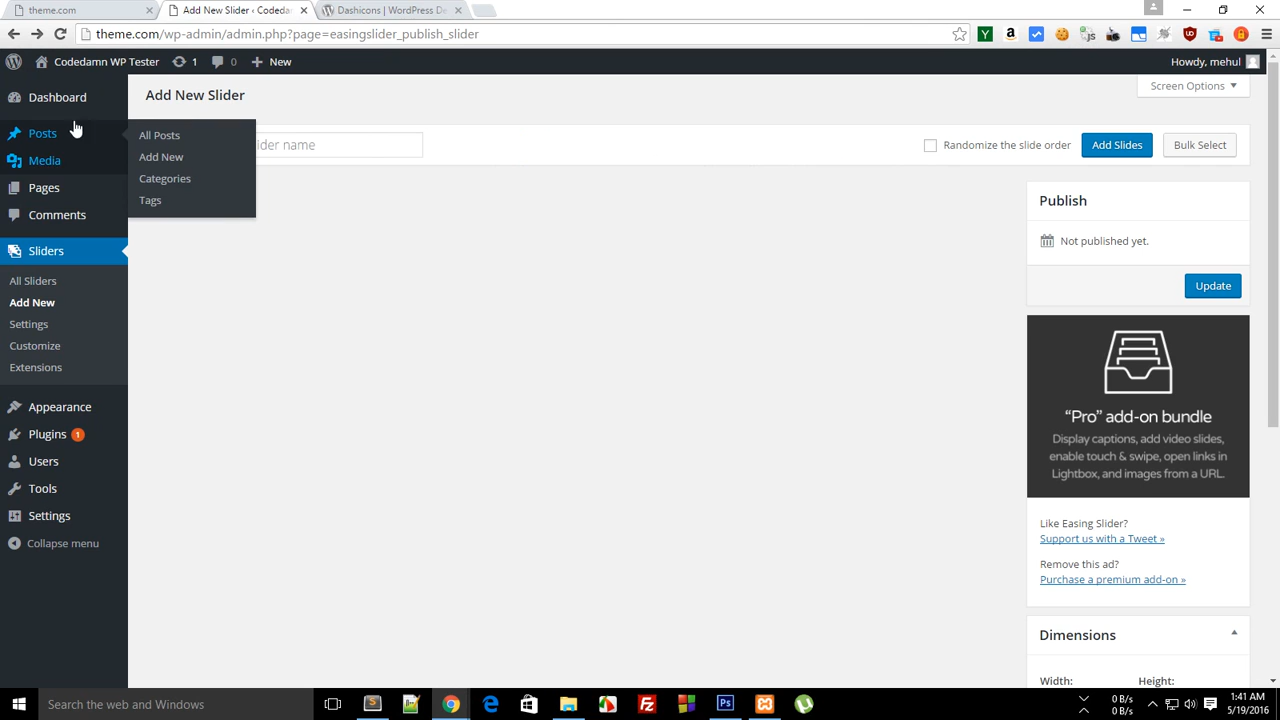 theme.com
Add New Slider ‹ Codeda
Dashicons | WordPress De
theme.com/wp-admin/admin.php?page=easingslider_publish_slider
Codedamn WP Tester
1
0
New
Howdy, mehul
Screen Options
Add New Slider
Dashboard
Posts
Media
Pages
Comments
Sliders
All Sliders
Add New
Settings
Customize
Extensions
Appearance
Plugins 1
Users
Tools
Settings
Collapse menu
All Posts
Add New
Categories
Tags
ider name
Randomize the slide order
Add Slides
Bulk Select
Publish
Not published yet.
Update
“Pro” add-on bundle
Display captions, add video slides,
enable touch & swipe, open links in
Lightbox, and images from a URL.
Like Easing Slider?
Support us with a Tweet »
Remove this ad?
Purchase a premium add-on »
Dimensions
Width:
Height:
Search the web and Windows
0 B/s
0 B/s
1:41 AM
5/19/2016